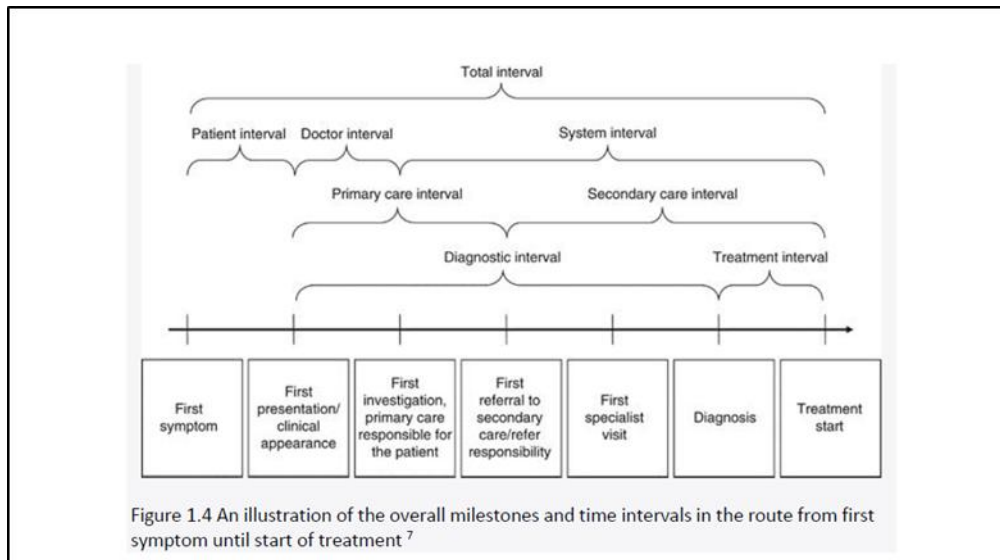 Total interval
Patient interval Doctor interval System interval
Primary care interval Secondary care interval
Diagnostic interval Treatment interval
First
symptom
First
presentation/
clinical
appearance
First
investigation,
primary care
responsible for
the patient
First
referral to
secondary
care/refer
responsibility
First
specialist
visit
Diagnosis
Treatment
start
Figure 1.4 An illustration of the overall milestones and time intervals in the route from first
symptom until start of treatment 7